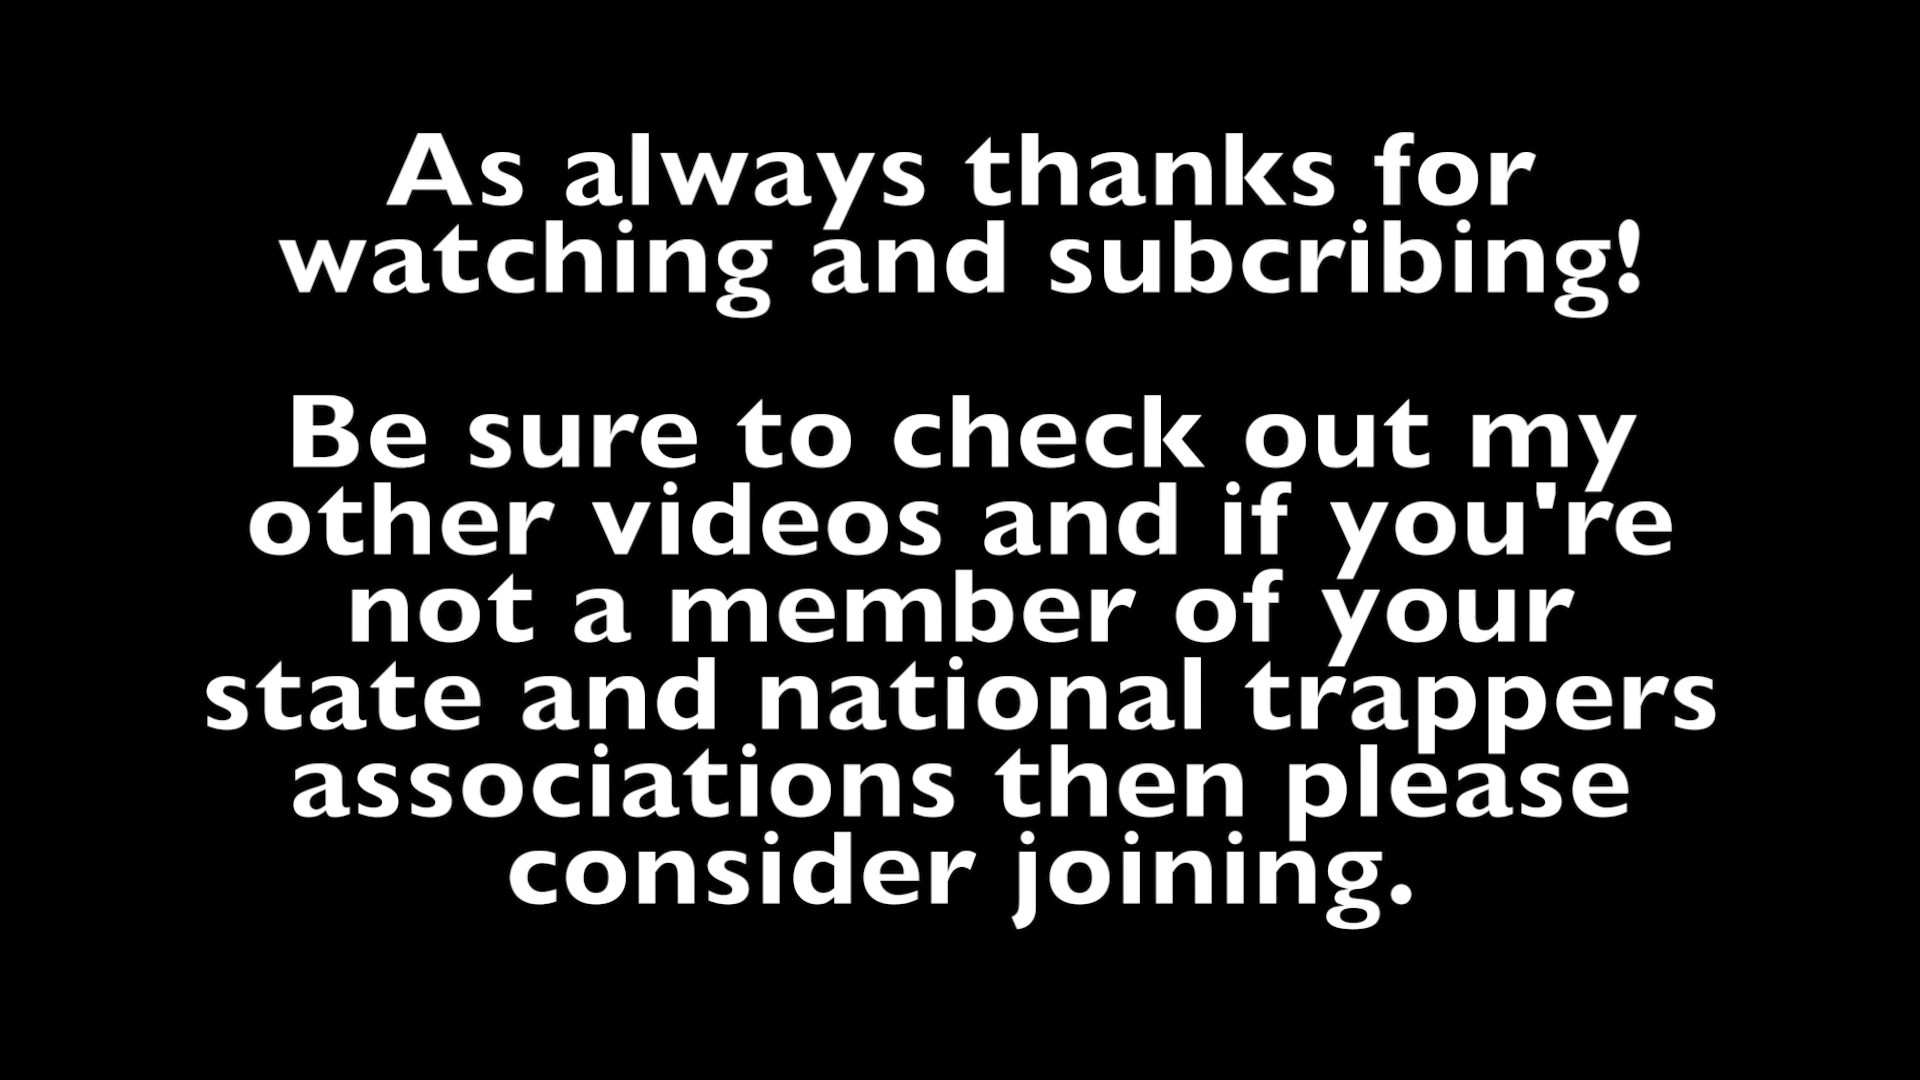 As always thanks for
watching and subcribing!
Be sure to check out my
other videos and if you're
not a member of your
state and national trappers
associations then please
consider joining.